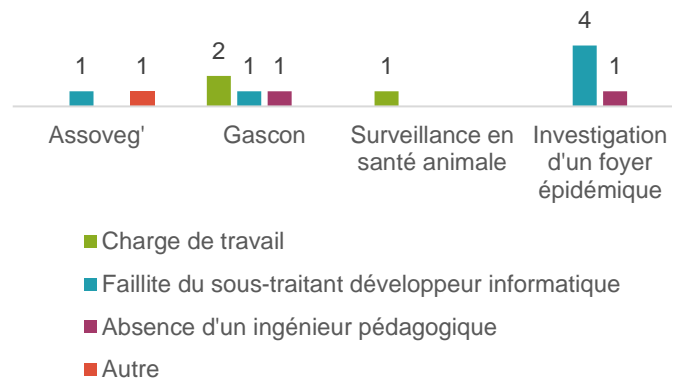 4
2
1 1 1 1 1 1
Assoveg' Gascon Surveillance en Investigation
santé animale d'un foyer
épidémique
Charge de travail
Faillite du sous-traitant développeur informatique
Absence d'un ingénieur pédagogique
Autre